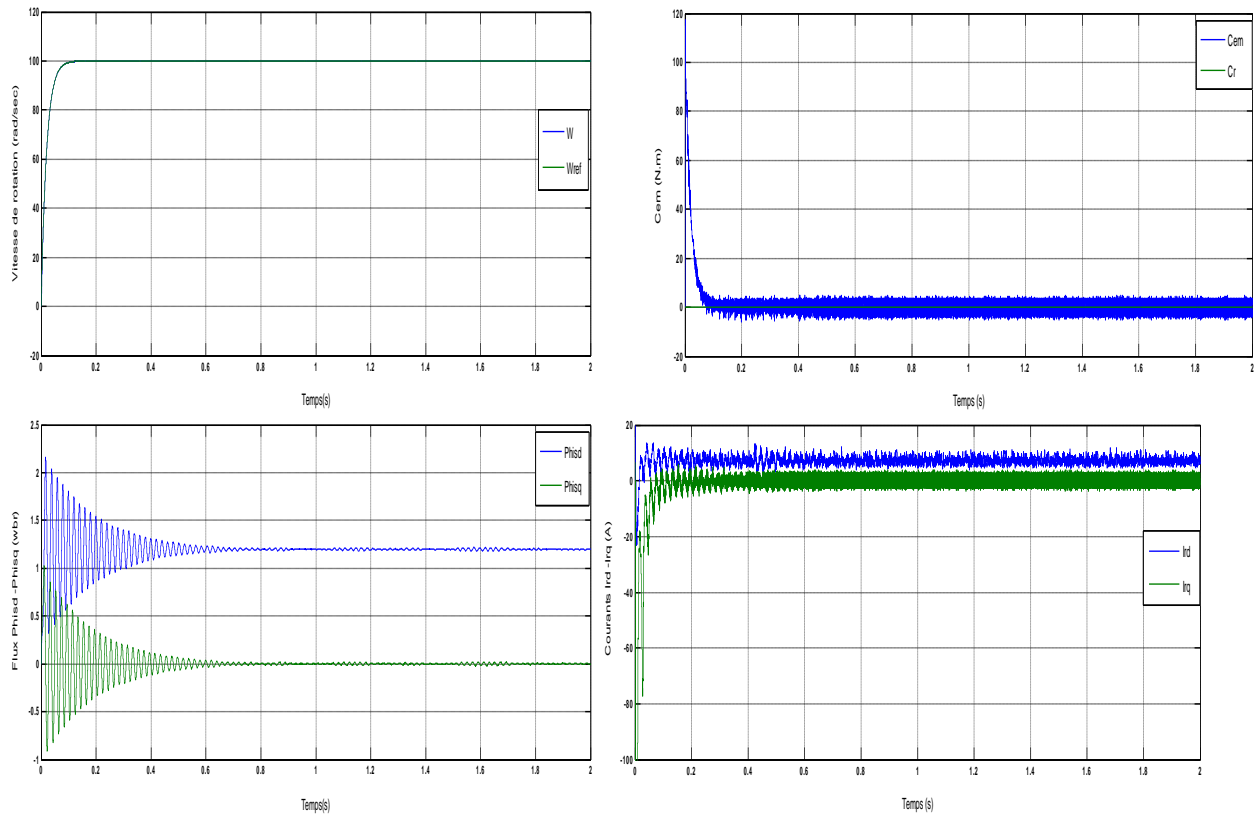 Vitesse de rotation (rad/sec)
120
100
80
60
40
20
0
-20
0 0.2 0.4 0.6 0.8 1 1.2 1.4 1.6 1.8 2
Temps(s)
W
Wref
Cem (N.m)
120
100
80
60
40
20
0
-20
0 0.2 0.4 0.6 0.8 1 1.2 1.4 1.6 1.8 2
Temps (s)
Cem
Cr
Flux Phisd -Phisq (wbr)
2.5
2
1.5
1
0.5
0
-0.5
-1
0 0.2 0.4 0.6 0.8 1 1.2 1.4 1.6 1.8 2
Temps(s)
Phisd
Phisq
Courants Ird -Irq (A)
20
0
-20
-40
-60
-80
-100
0 0.2 0.4 0.6 0.8 1 1.2 1.4 1.6 1.8 2
Temps (s)
Ird
Irq